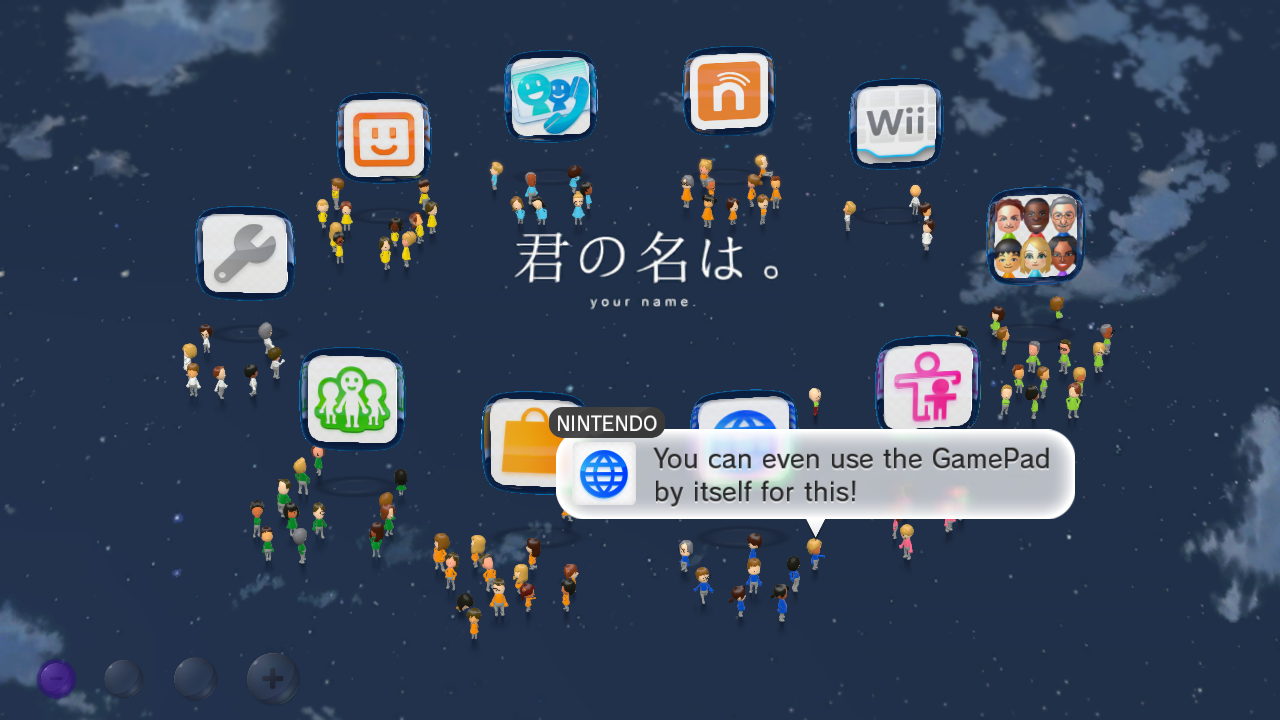 n
Wii
君の名は。
your name.
NINTENDO
You can even use the GamePad
by itself for this!